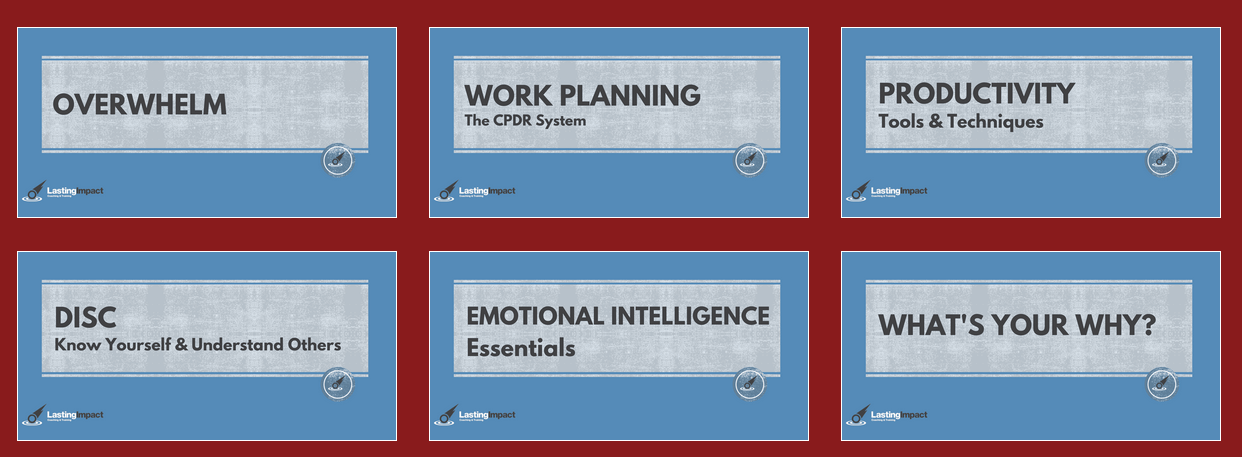 OVERWHELM
LastingImpact
WORK PLANNING
The CPDR System
LastingImpact
PRODUCTIVITY
Tools & Techniques
LastingImpact
DISC
Know Yourself & Understand Others
LastingImpact
EMOTIONAL INTELLIGENCE
Essentials
LastingImpact
WHAT'S YOUR WHY?
LastingImpact